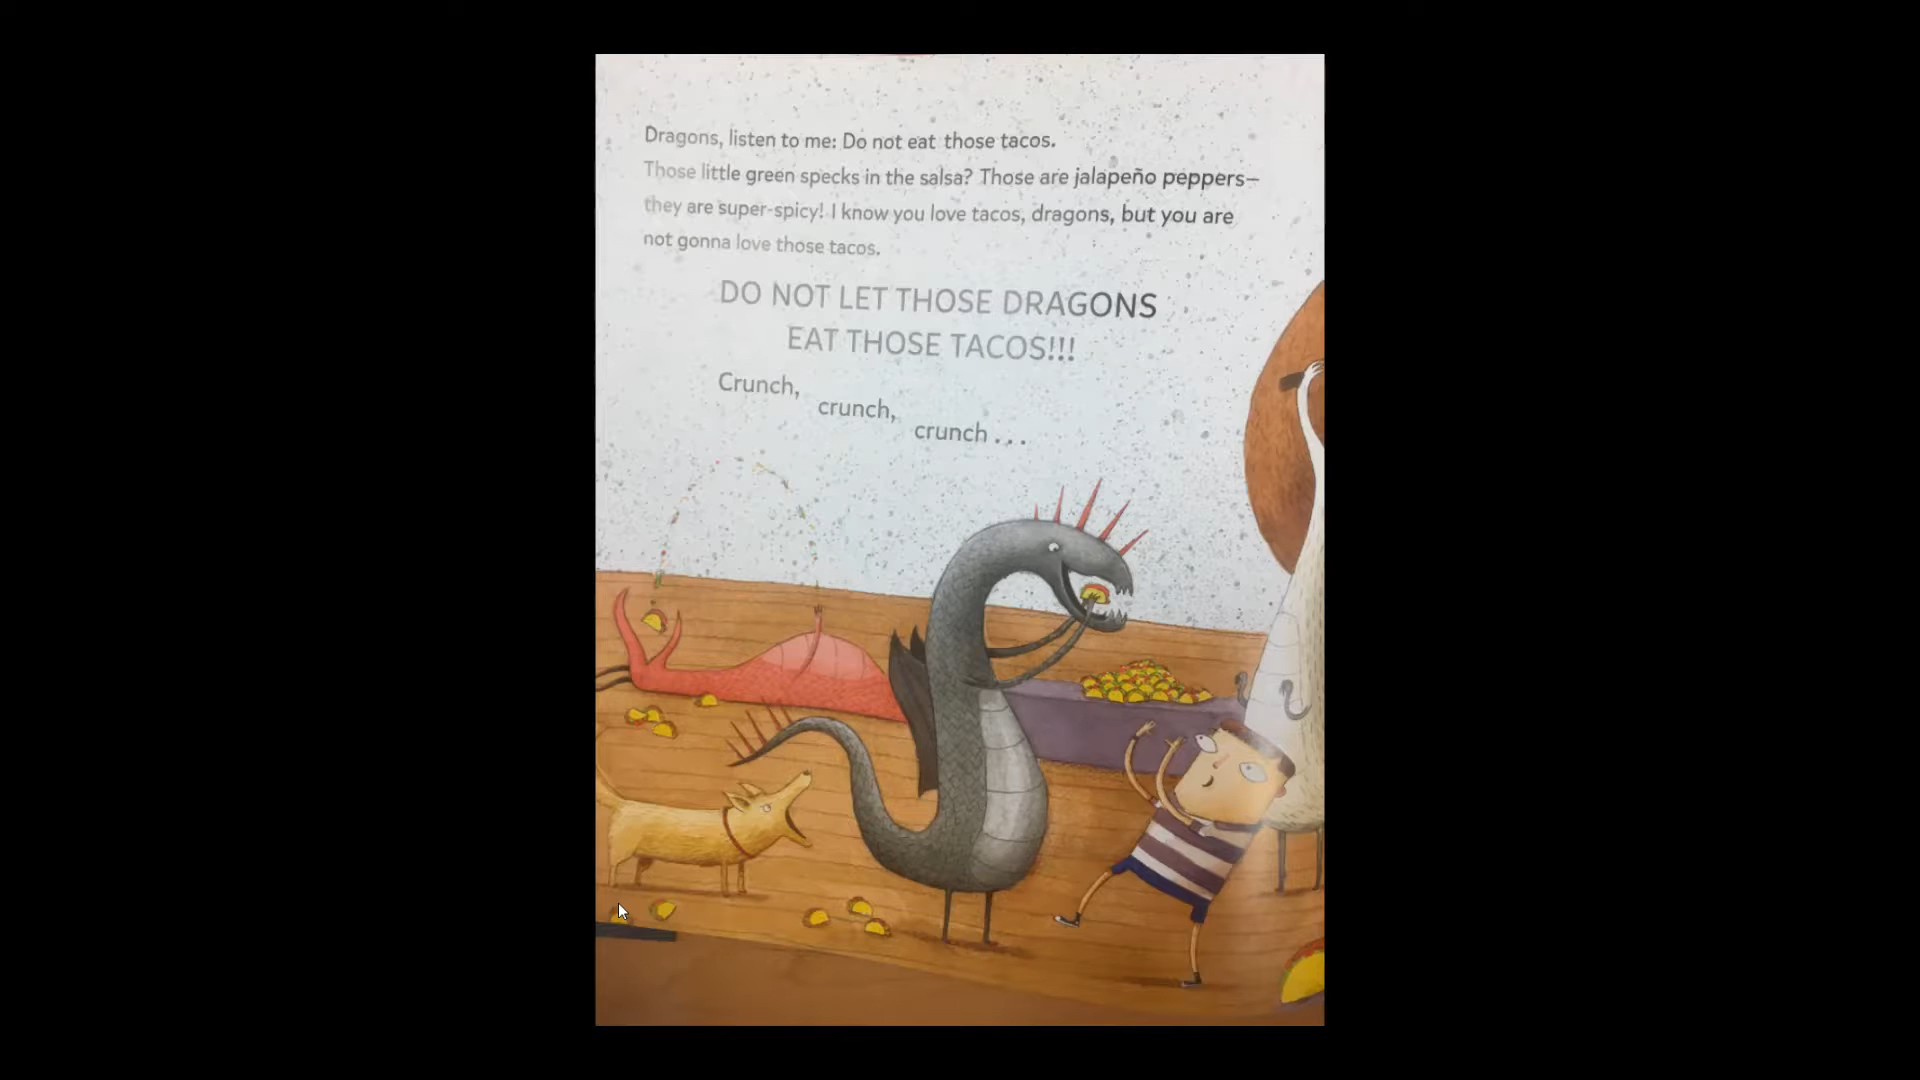 Dragons, listen to me: Do not eat those tacos.
Those little green specks in the salsa? Those are jalapeño peppers—
they are super-spicy! I know you love tacos, dragons, but you are
not gonna love those tacos.
DO NOT LET THOSE DRAGONS
EAT THOSE TACOS!!!
Crunch,
crunch,
crunch . . .